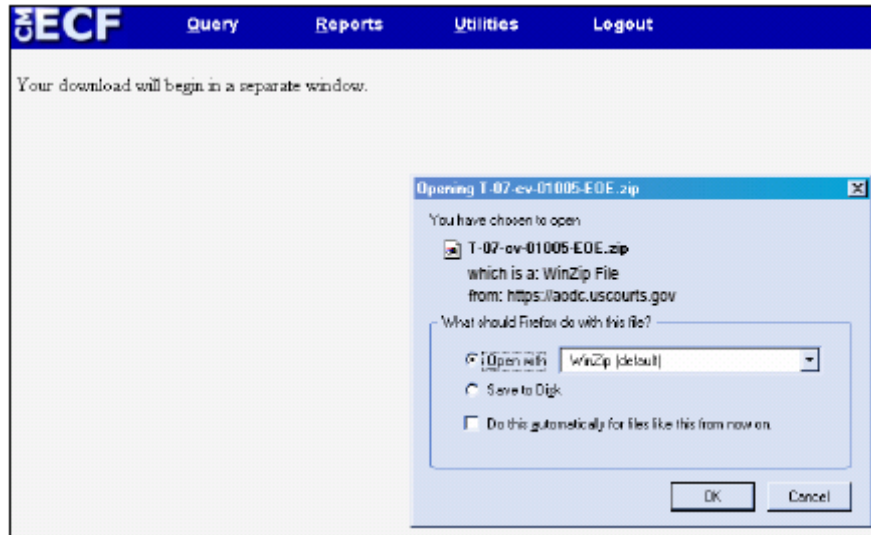 CM ECF Query Reports Utilities Logout
Your download will begin in a separate window.
Opening T-07-cv-01005-EOE.zip
You have chosen to open
T-07-cv-01005-EOE.zip
which is a: WinZip File
from: https://aodc.uscourts.gov
What should Firefox do with this file?
Open with WinZip (default)
Save to Disk
Do this automatically for files like this from now on.
OK Cancel